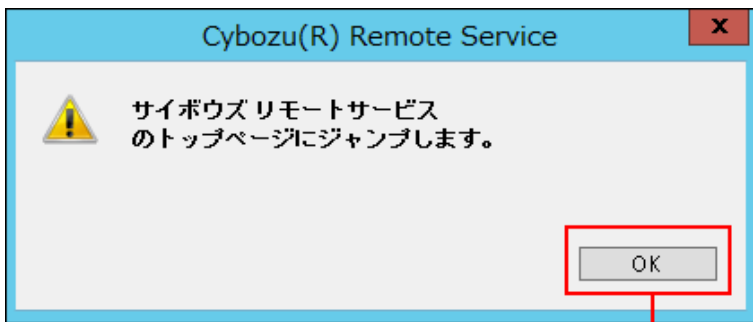 Cybozu(R) Remote Service
x
サイボウズ リモートサービス
のトップページにジャンプします。
OK